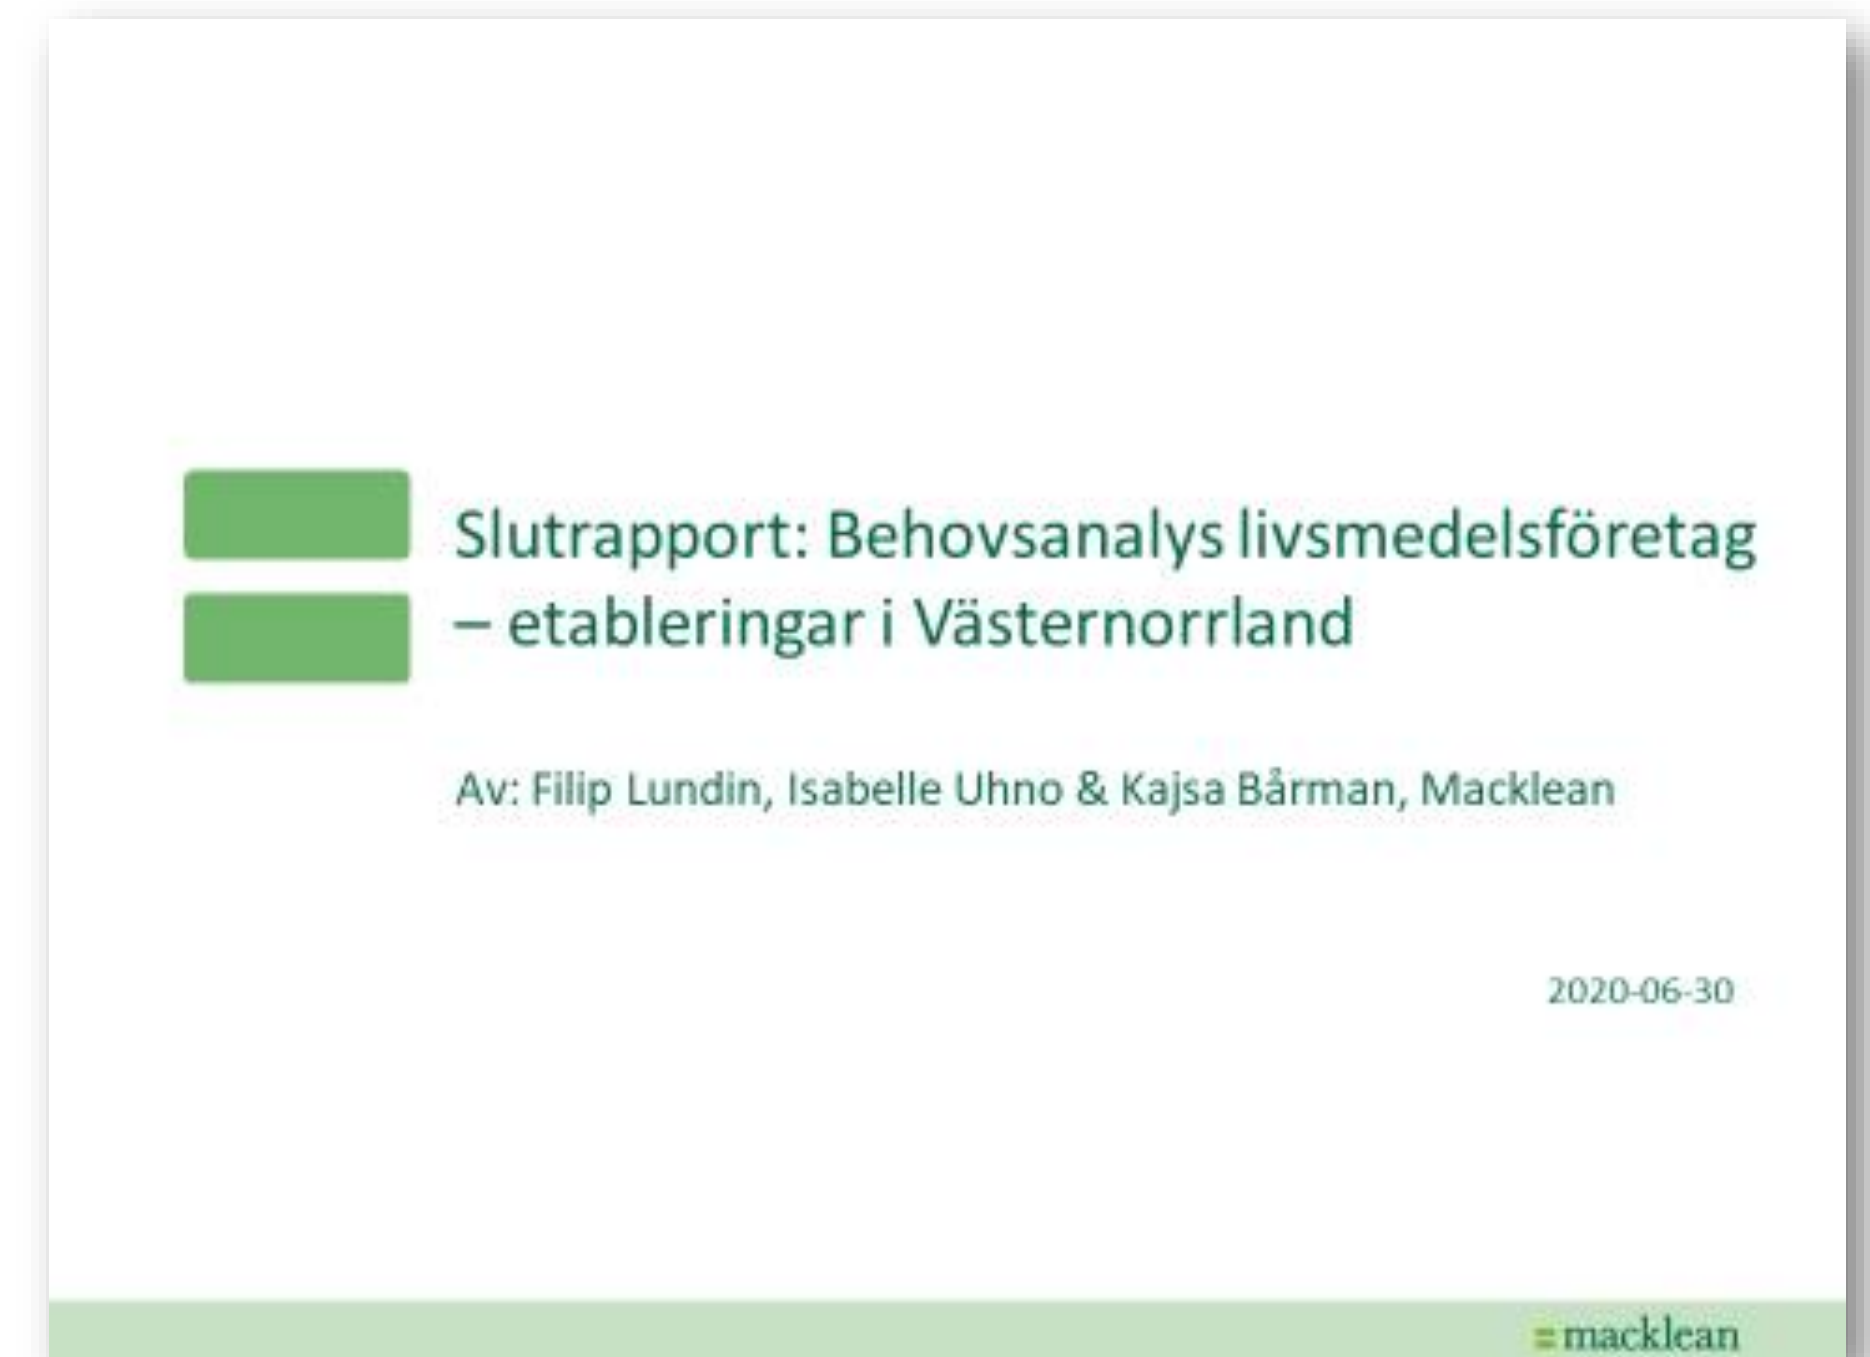 Slutrapport: Behovsanalys livsmedelsföretag
– etableringar i Västernorrland
Av: Filip Lundin, Isabelle Uhno & Kajsa Bårman, Macklean
2020-06-30
macklean